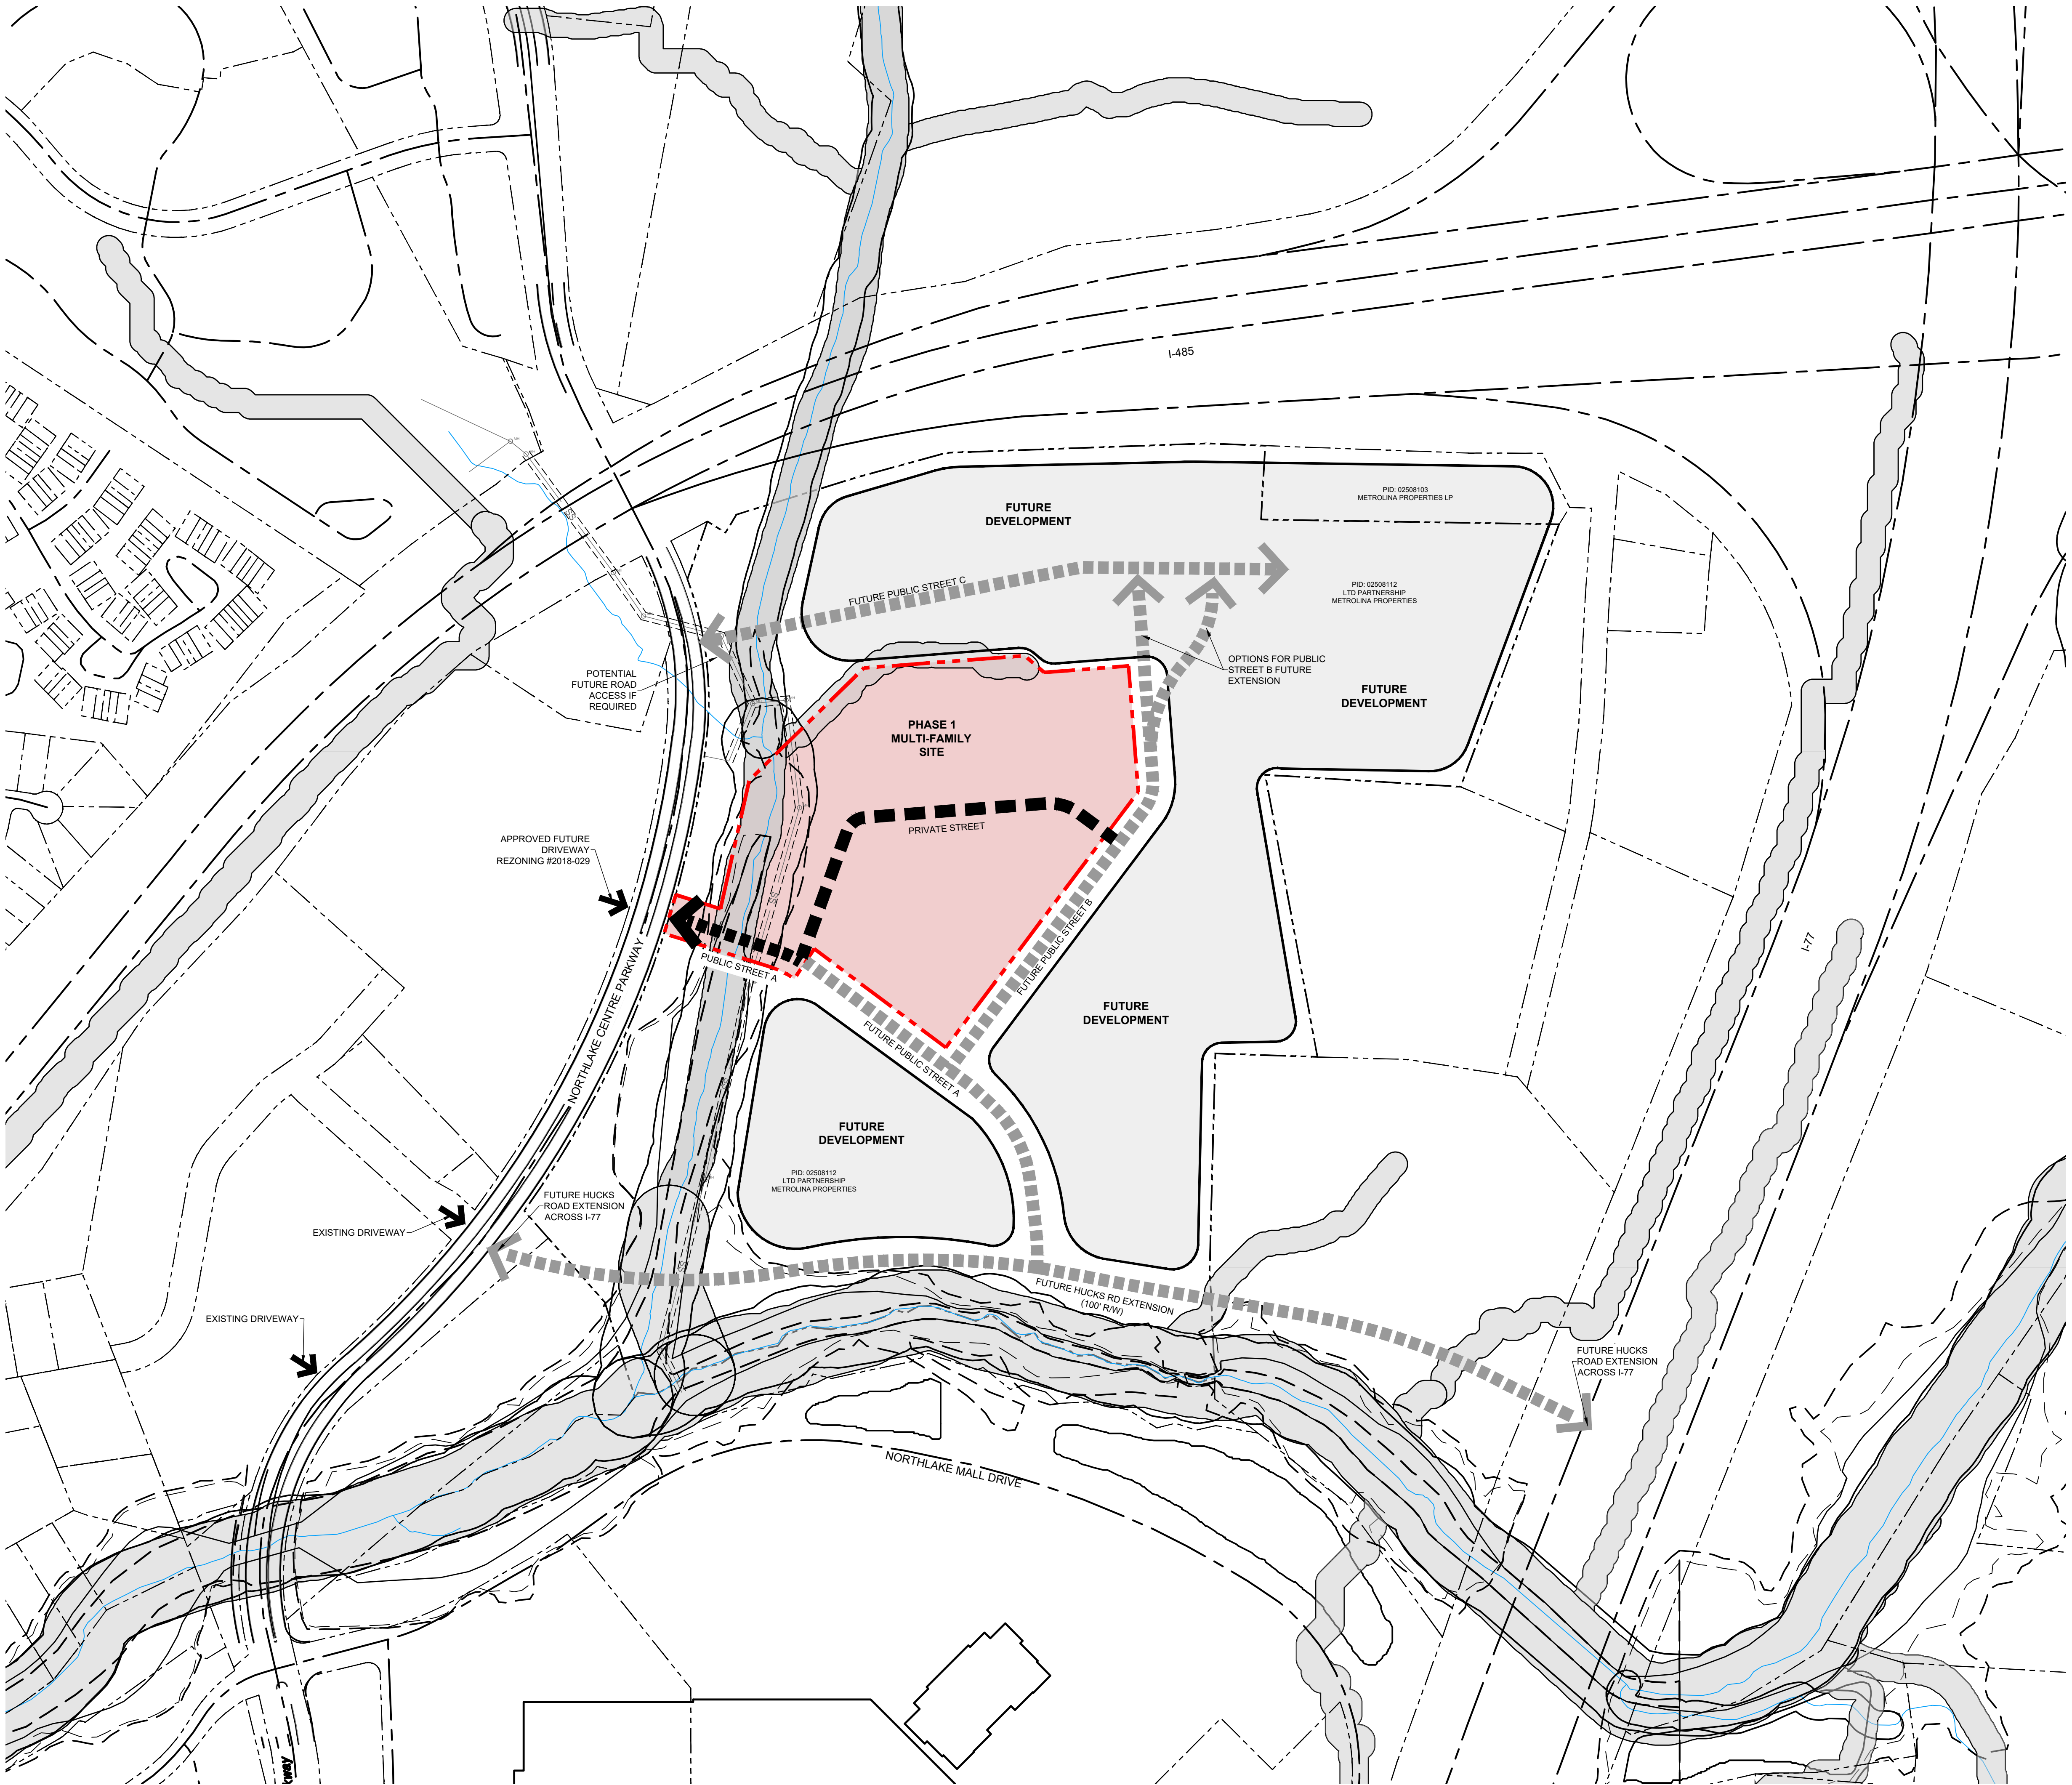 I-485
PID: 02508103
METROLINA PROPERTIES LP
FUTURE
DEVELOPMENT
FUTURE PUBLIC STREET C
PID: 02508112
LTD PARTNERSHIP
METROLINA PROPERTIES
POTENTIAL
FUTURE ROAD
ACCESS IF
REQUIRED
OPTIONS FOR PUBLIC
STREET B FUTURE
EXTENSION
FUTURE
DEVELOPMENT
PHASE 1
MULTI-FAMILY
SITE
PRIVATE STREET
APPROVED FUTURE
DRIVEWAY
REZONING #2018-029
NORTHLAKE CENTRE PARKWAY
PUBLIC STREET A
FUTURE PUBLIC STREET B
I-77
FUTURE
DEVELOPMENT
FUTURE PUBLIC STREET A
FUTURE
DEVELOPMENT
PID: 02508112
LTD PARTNERSHIP
METROLINA PROPERTIES
FUTURE HUCKS
ROAD EXTENSION
ACROSS I-77
EXISTING DRIVEWAY
FUTURE HUCKS RD EXTENSION
(100' R/W)
EXISTING DRIVEWAY
FUTURE HUCKS
ROAD EXTENSION
ACROSS I-77
NORTHLAKE MALL DRIVE
kway